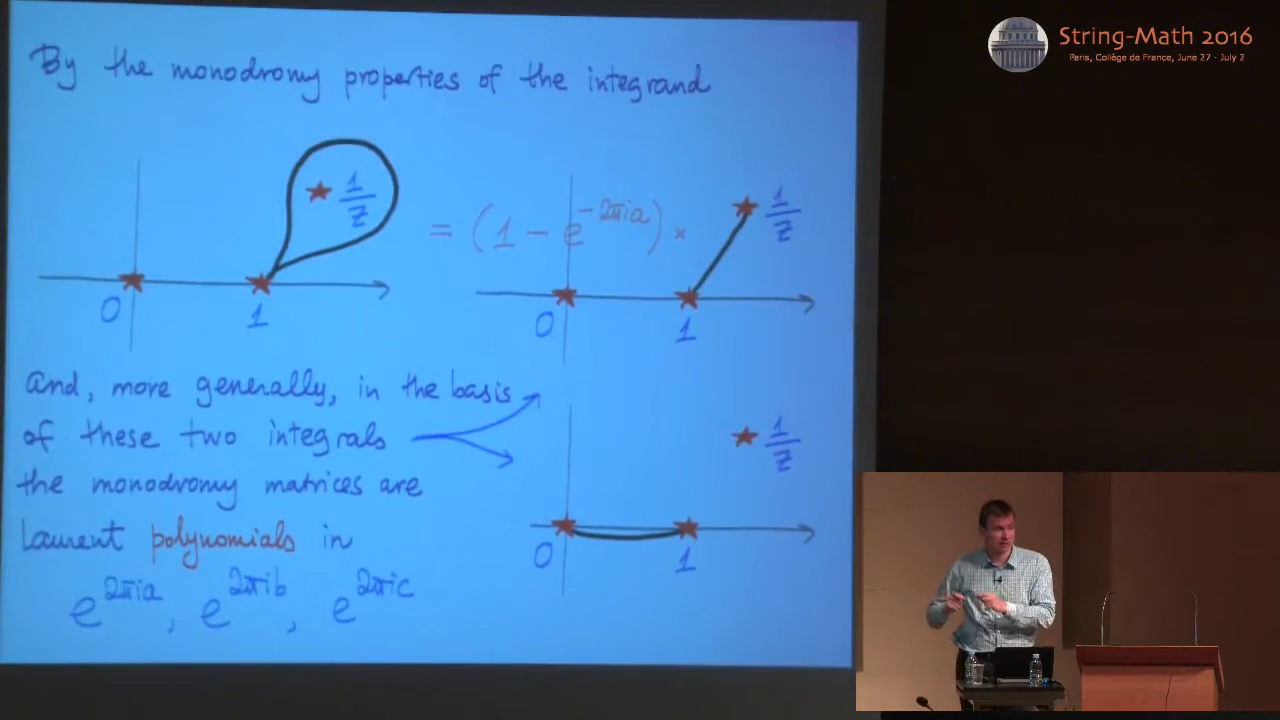 String-Math 2016
Paris, Collège de France, June 27 - July 2
By the monodromy properties of the integrand
1/z
0 1
= (1 - e^{-2πia}) ×
1/z
0 1
and, more generally, in the basis
of these two integrals
the monodromy matrices are
Laurent polynomials in
e^{2πia}, e^{2πib}, e^{2πic}
1/z
0 1